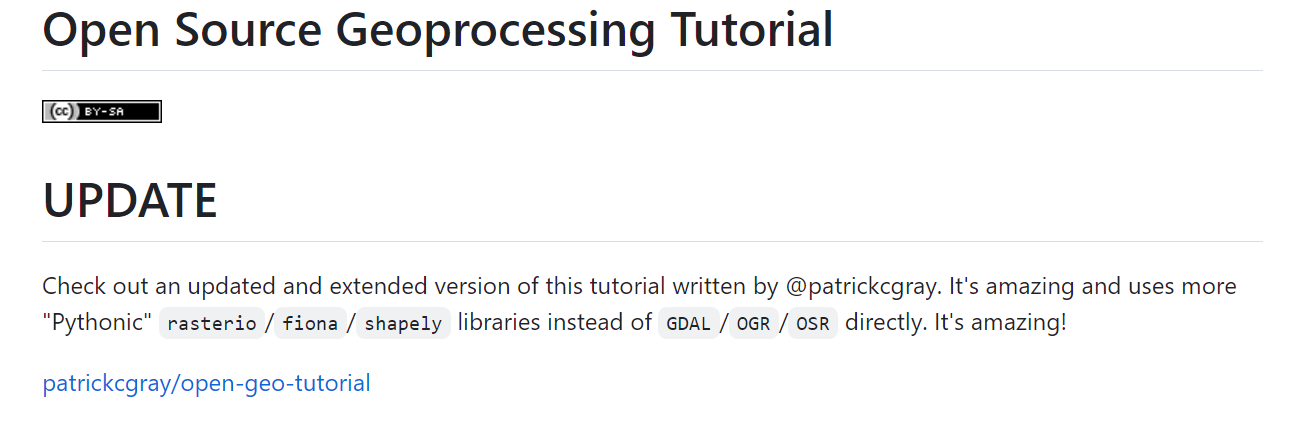 Open Source Geoprocessing Tutorial
cc BY-SA
UPDATE
Check out an updated and extended version of this tutorial written by @patrickcgray. It's amazing and uses more
"Pythonic" rasterio/fiona/shapely libraries instead of GDAL/OGR/OSR directly. It's amazing!
patrickcgray/open-geo-tutorial